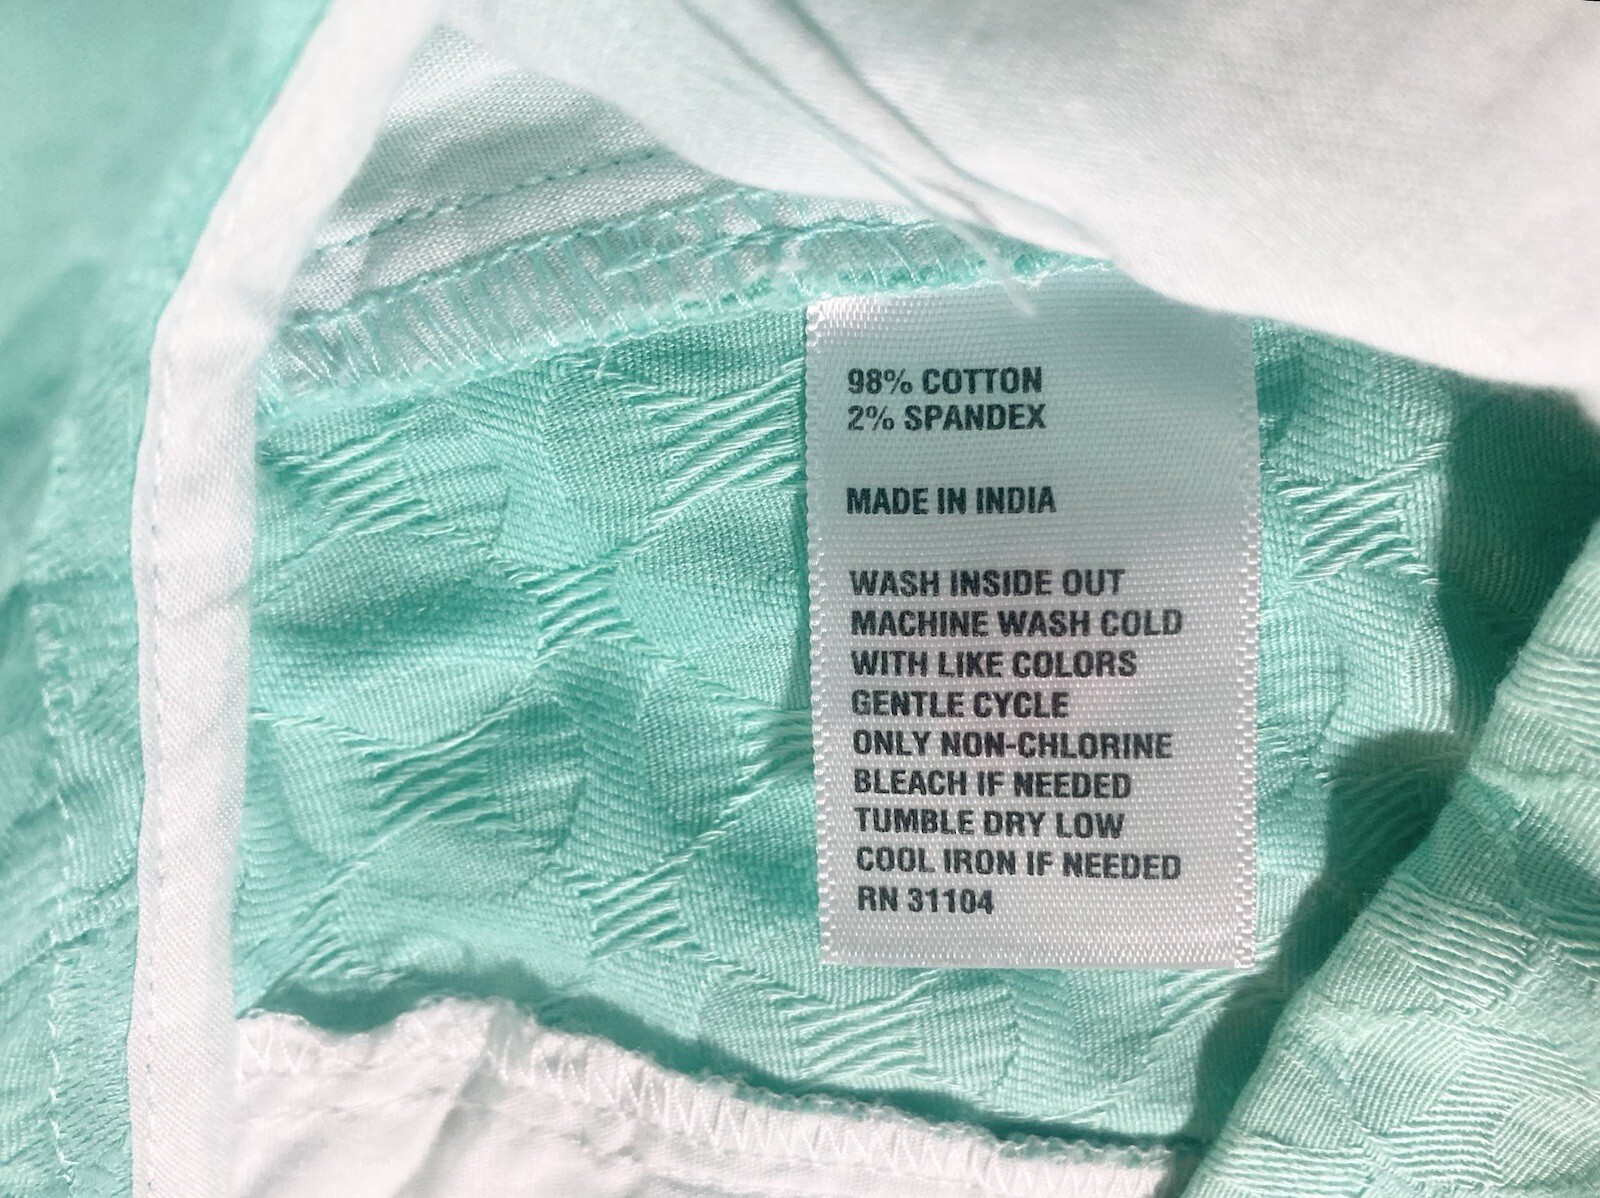 98% COTTON
2% SPANDEX
MADE IN INDIA
WASH INSIDE OUT
MACHINE WASH COLD
WITH LIKE COLORS
GENTLE CYCLE
ONLY NON-CHLORINE
BLEACH IF NEEDED
TUMBLE DRY LOW
COOL IRON IF NEEDED
RN 31104